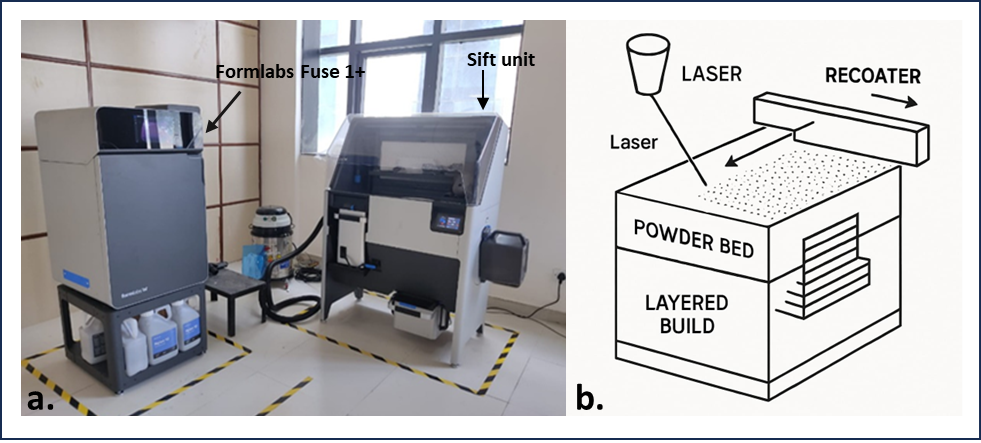 Formlabs Fuse 1+
Sift unit
a.
LASER
RECOATER
Laser
POWDER BED
LAYERED
BUILD
b.